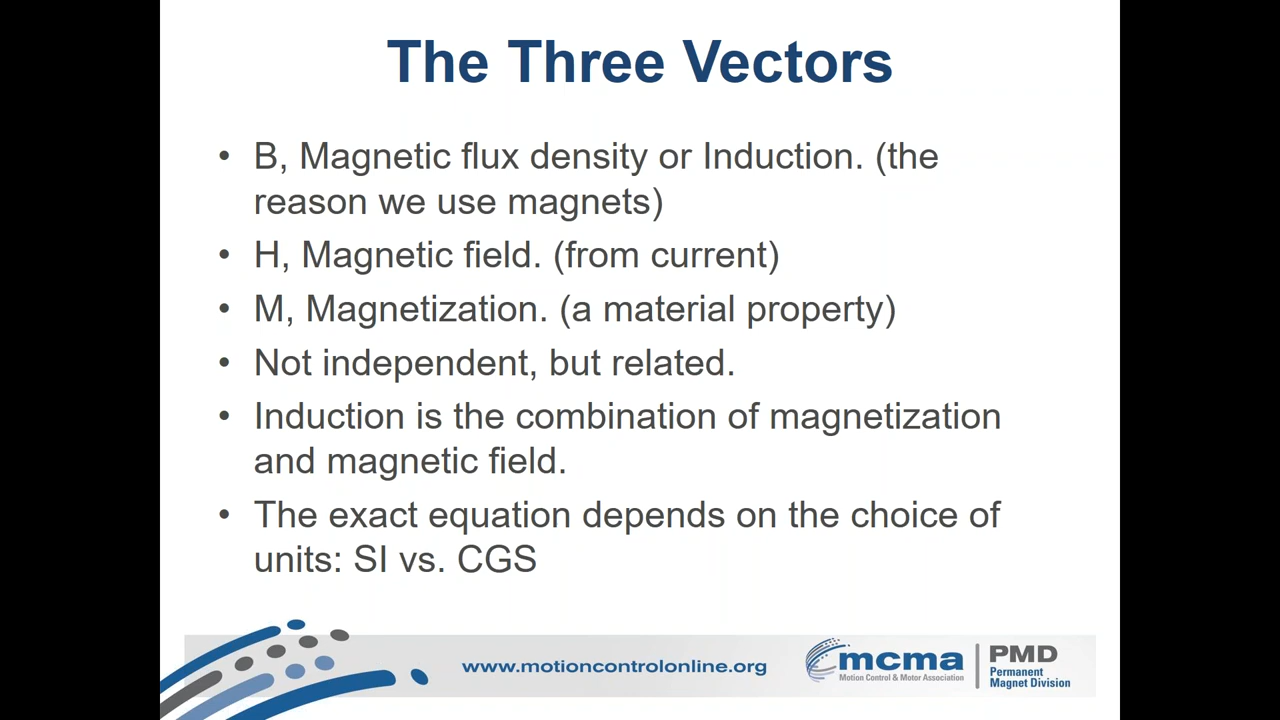 The Three Vectors
• B, Magnetic flux density or Induction. (the
reason we use magnets)
• H, Magnetic field. (from current)
• M, Magnetization. (a material property)
• Not independent, but related.
• Induction is the combination of magnetization
and magnetic field.
• The exact equation depends on the choice of
units: SI vs. CGS
www.motioncontrolonline.org
mcma
Motion Control & Motor Association
PMD
Permanent
Magnet Division